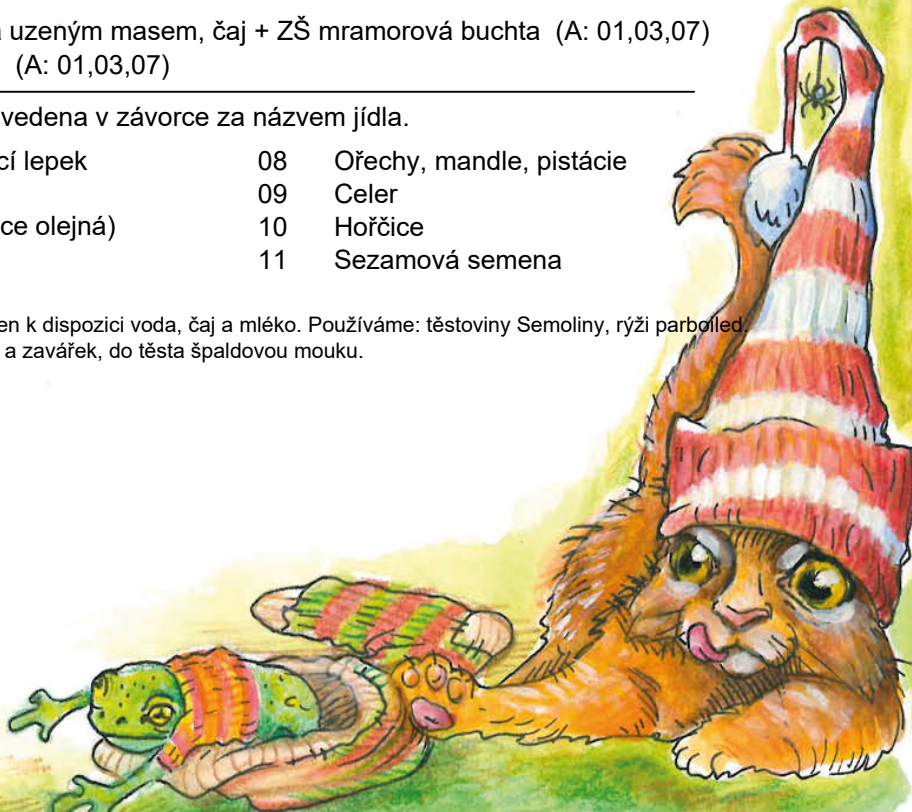 uzeným masem, čaj + ZŠ mramorová buchta (A: 01,03,07)
(A: 01,03,07)
vedena v závorce za názvem jídla.
cí lepek 08 Ořechy, mandle, pistácie
09 Celer
ce olejná) 10 Hořčice
11 Sezamová semena
en k dispozici voda, čaj a mléko. Používáme: těstoviny Semoliny, rýži parboiled.
a zavářek, do těsta špaldovou mouku.